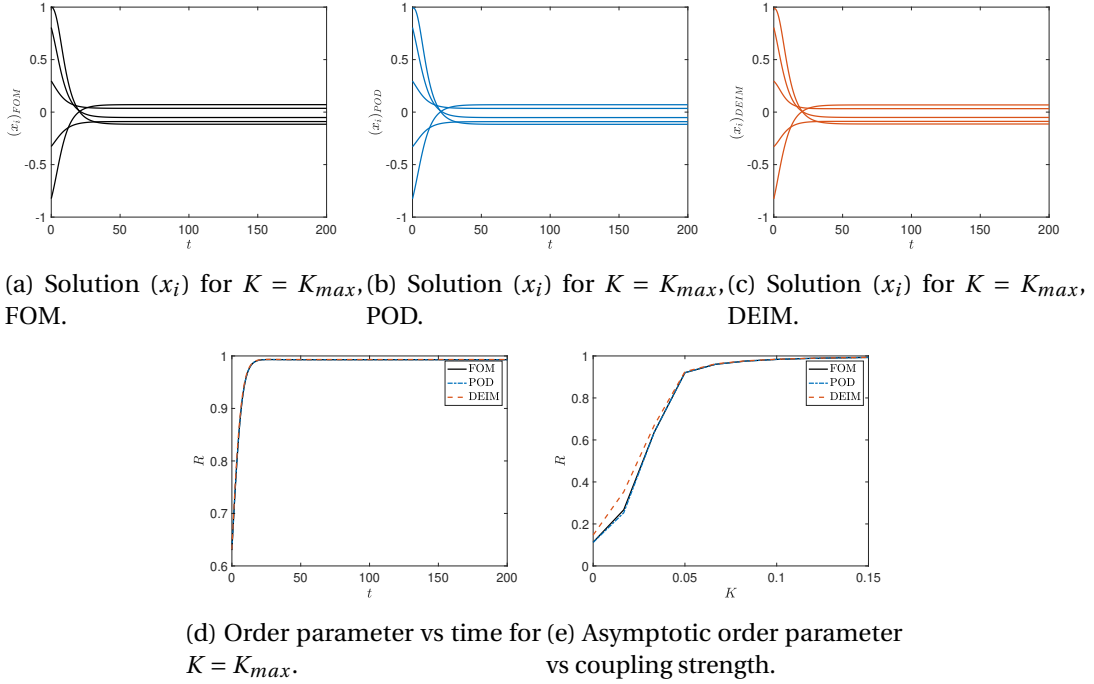 1
0.5
0
-0.5
-1
(x_i)_{FOM}
0 50 100 150 200
t
1
0.5
0
-0.5
-1
(x_i)_{POD}
0 50 100 150 200
t
1
0.5
0
-0.5
-1
(x_i)_{DEIM}
0 50 100 150 200
t
(a) Solution (x_i) for K = K_{max},
FOM.
(b) Solution (x_i) for K = K_{max},
POD.
(c) Solution (x_i) for K = K_{max},
DEIM.
1
0.9
0.8
0.7
0.6
R
FOM
POD
DEIM
0 50 100 150 200
t
1
0.8
0.6
0.4
0.2
0
R
FOM
POD
DEIM
0 0.05 0.1 0.15
K
(d) Order parameter vs time for
K = K_{max}.
(e) Asymptotic order parameter
vs coupling strength.